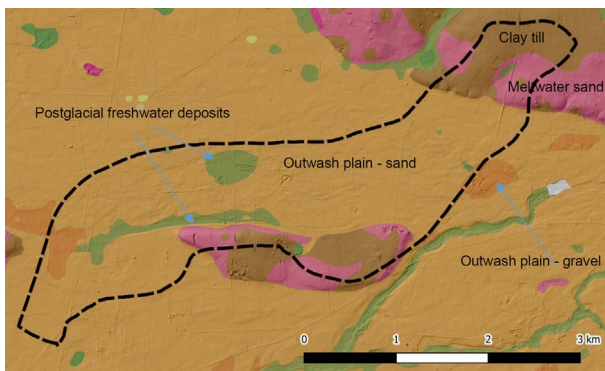 Clay till
Meltwater sand
Postglacial freshwater deposits
Outwash plain - sand
Outwash plain - gravel
0 1 2 3 km